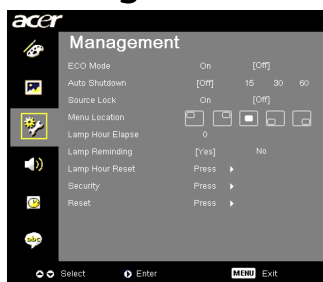 acer
Management
ECO Mode On [Off]
Auto Shutdown [Off] 15 30 60
Source Lock On [Off]
Menu Location
Lamp Hour Elapse 0
Lamp Reminding [Yes] No
Lamp Hour Reset Press
Security Press
Reset Press
abc
Select Enter MENU Exit